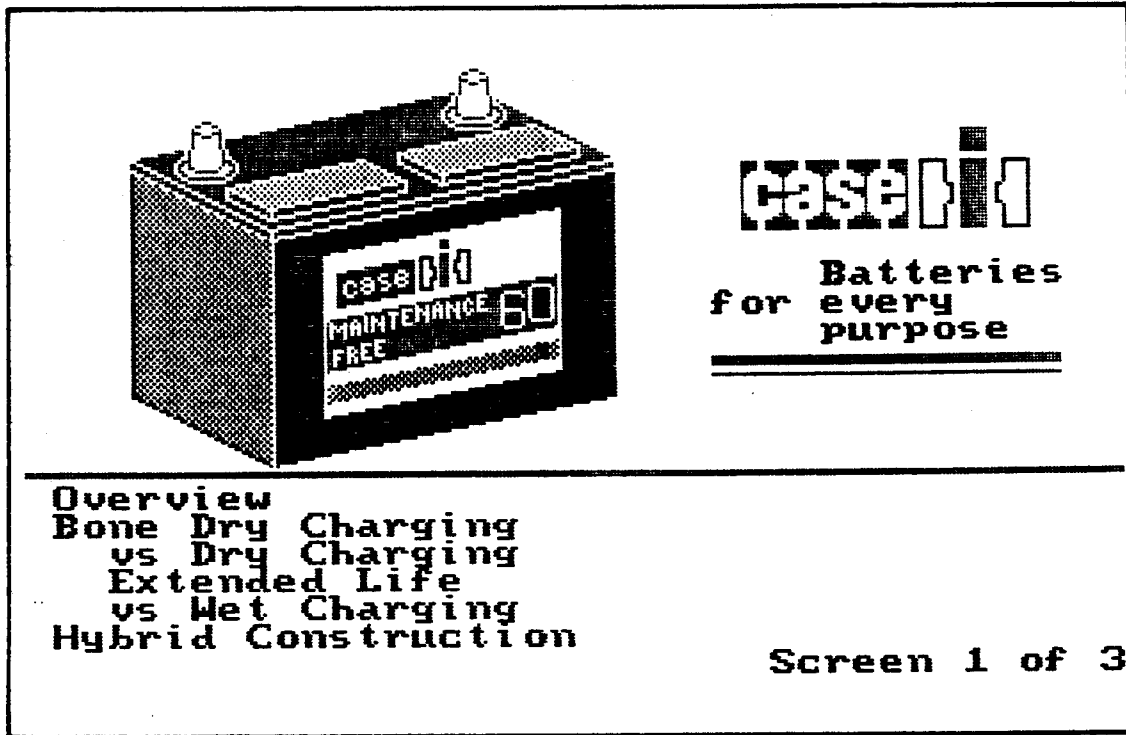 case
MAINTENANCE 60
FREE
case
Batteries
for every
purpose
Overview
Bone Dry Charging
vs Dry Charging
Extended Life
vs Wet Charging
Hybrid Construction
Screen 1 of 3